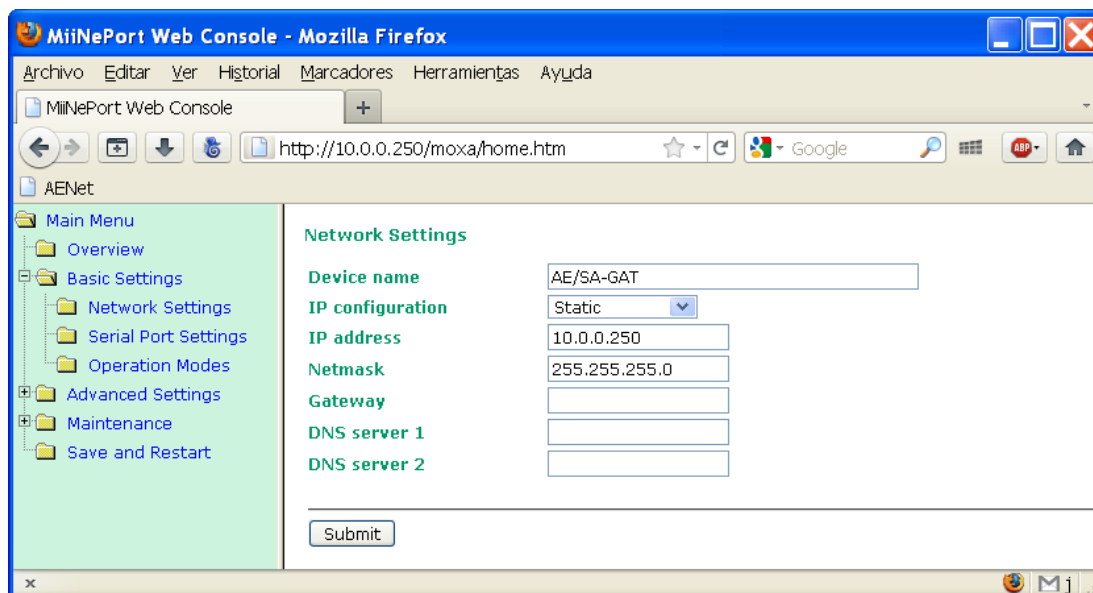 MiiNePort Web Console - Mozilla Firefox
Archivo Editar Ver Historial Marcadores Herramientas Ayuda
MiiNePort Web Console +
http://10.0.0.250/moxa/home.htm Google ABP
AENet
Main Menu
Overview
Basic Settings
Network Settings
Serial Port Settings
Operation Modes
Advanced Settings
Maintenance
Save and Restart
Network Settings
Device name AE/SA-GAT
IP configuration Static
IP address 10.0.0.250
Netmask 255.255.255.0
Gateway
DNS server 1
DNS server 2
Submit
x j